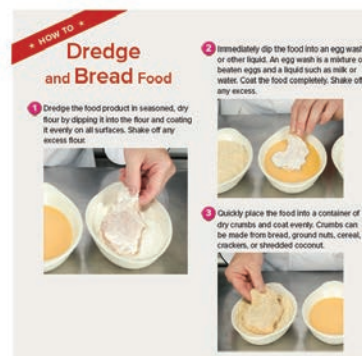 HOW TO
Dredge
and Bread Food
1 Dredge the food product in seasoned, dry
flour by dipping it into the flour and coating
it evenly on all surfaces. Shake off any
excess flour.
2 Immediately dip the food into an egg wash
or other liquid. An egg wash is a mixture o
beaten eggs and a liquid such as milk or
water. Coat the food completely. Shake off
any excess.
3 Quickly place the food into a container of
dry crumbs and coat evenly. Crumbs can
be made from bread, ground nuts, cereal,
crackers, or shredded coconut.